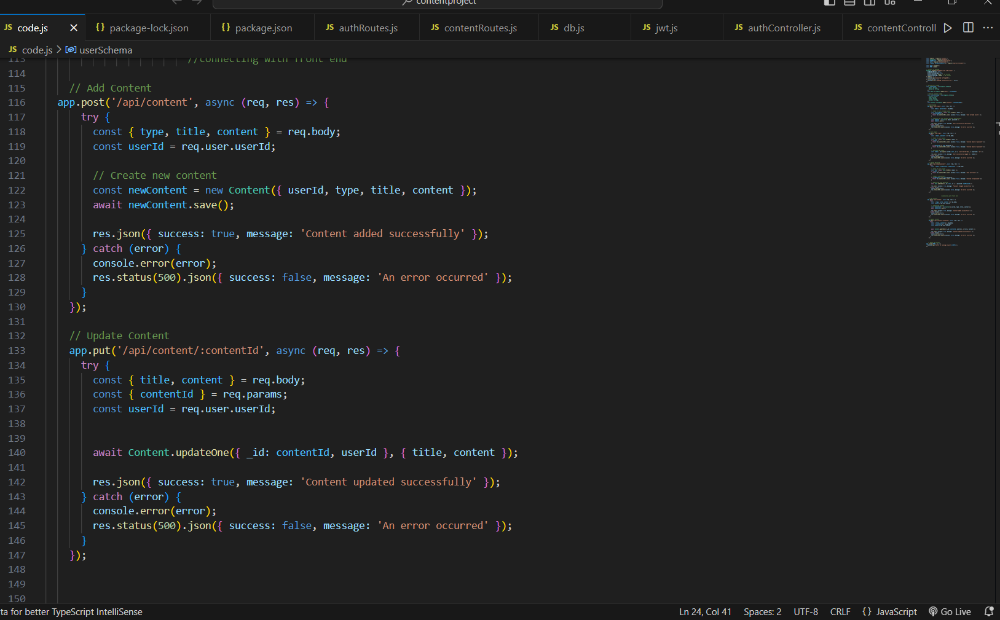 contentproject
JS code.js × {} package-lock.json {} package.json JS authRoutes.js JS contentRoutes.js JS db.js JS jwt.js JS authController.js JS contentControll
JS code.js > userSchema
113 //connecting with front end
114
115 // Add Content
116 app.post('/api/content', async (req, res) => {
117 try {
118 const { type, title, content } = req.body;
119 const userId = req.user.userId;
120
121 // Create new content
122 const newContent = new Content({ userId, type, title, content });
123 await newContent.save();
124
125 res.json({ success: true, message: 'Content added successfully' });
126 } catch (error) {
127 console.error(error);
128 res.status(500).json({ success: false, message: 'An error occurred' });
129 }
130 });
131
132 // Update Content
133 app.put('/api/content/:contentId', async (req, res) => {
134 try {
135 const { title, content } = req.body;
136 const { contentId } = req.params;
137 const userId = req.user.userId;
138
139
140 await Content.updateOne({ _id: contentId, userId }, { title, content });
141
142 res.json({ success: true, message: 'Content updated successfully' });
143 } catch (error) {
144 console.error(error);
145 res.status(500).json({ success: false, message: 'An error occurred' });
146 }
147 });
148
149
150
ta for better TypeScript IntelliSense Ln 24, Col 41 Spaces: 2 UTF-8 CRLF {} JavaScript Go Live